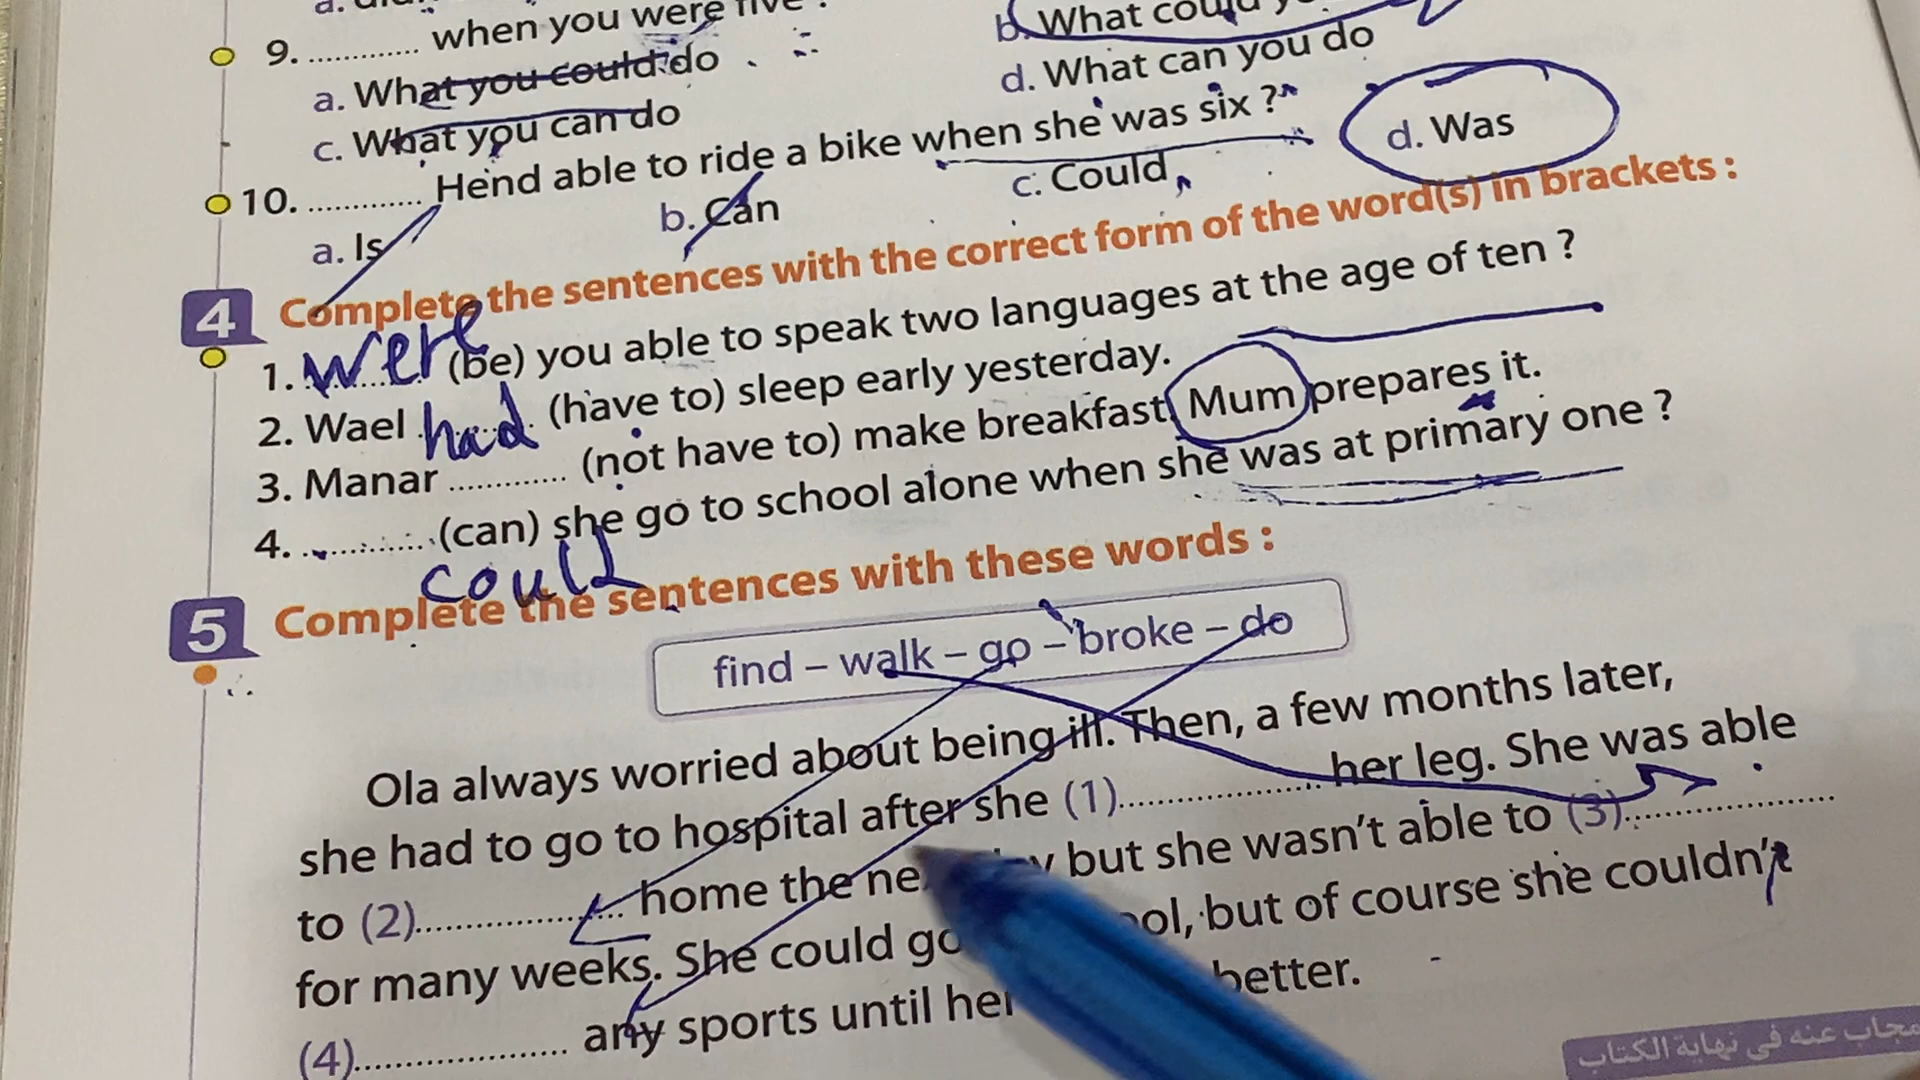 9. ............ when you were five ?
a. What you could do
b. What could you
c. What you can do
d. What can you do
10. ............ Hend able to ride a bike when she was six ?
a. Is
b. Can
c. Could
d. Was
4 Complete the sentences with the correct form of the word(s) in brackets :
1. were (be) you able to speak two languages at the age of ten ?
2. Wael had (have to) sleep early yesterday.
3. Manar ............ (not have to) make breakfast. Mum prepares it.
4. ............ (can) she go to school alone when she was at primary one ?
could
5 Complete the sentences with these words :
find – walk – go – broke – do
Ola always worried about being ill. Then, a few months later,
she had to go to hospital after she (1)................... her leg. She was able
to (2)................... home the but she wasn't able to (3)...................
for many weeks. She could but of course she couldn't
(4)................... any sports until better.
مجاب عنه في نهاية الكتاب